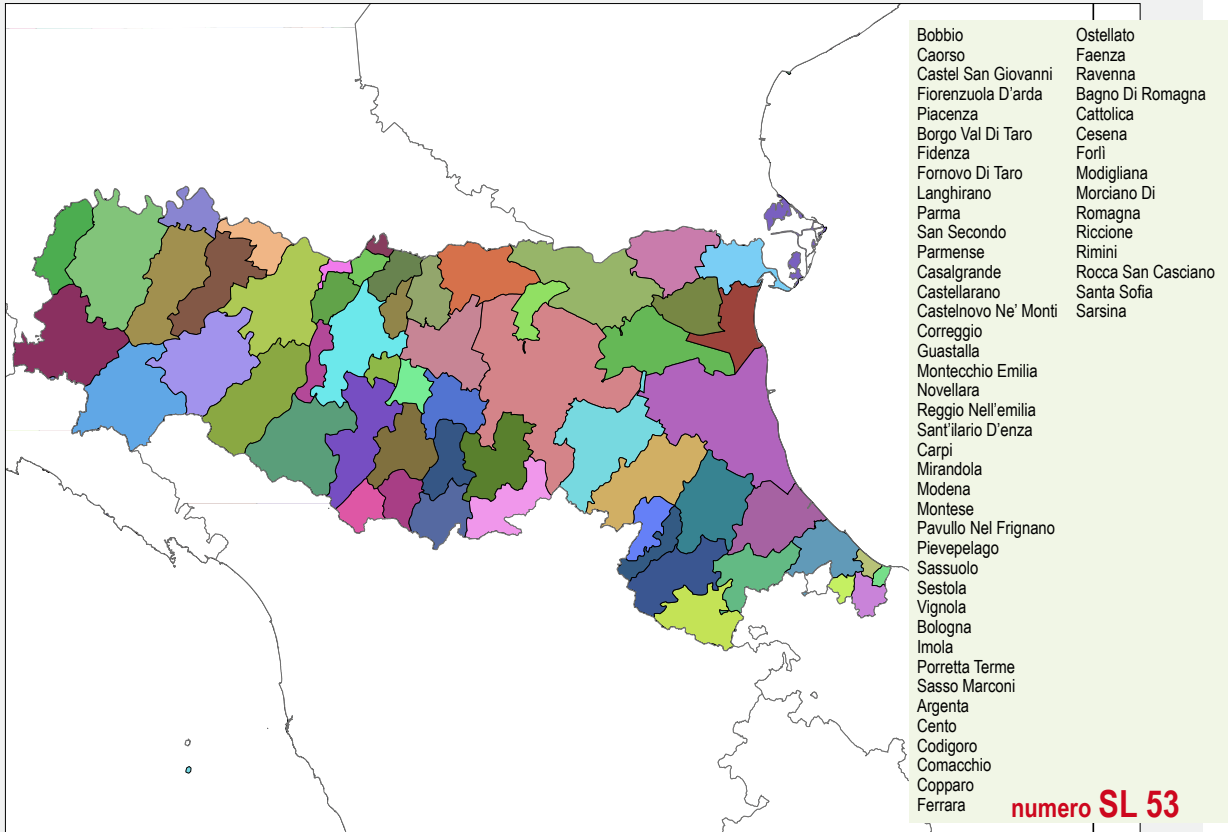 Bobbio
Caorso
Castel San Giovanni
Fiorenzuola D'arda
Piacenza
Borgo Val Di Taro
Fidenza
Fornovo Di Taro
Langhirano
Parma
San Secondo
Parmense
Casalgrande
Castellarano
Castelnovo Ne' Monti
Correggio
Guastalla
Montecchio Emilia
Novellara
Reggio Nell'emilia
Sant'ilario D'enza
Carpi
Mirandola
Modena
Montese
Pavullo Nel Frignano
Pievepelago
Sassuolo
Sestola
Vignola
Bologna
Imola
Porretta Terme
Sasso Marconi
Argenta
Cento
Codigoro
Comacchio
Copparo
Ferrara
Ostellato
Faenza
Ravenna
Bagno Di Romagna
Cattolica
Cesena
Forlì
Modigliana
Morciano Di
Romagna
Riccione
Rimini
Rocca San Casciano
Santa Sofia
Sarsina
numero SL 53